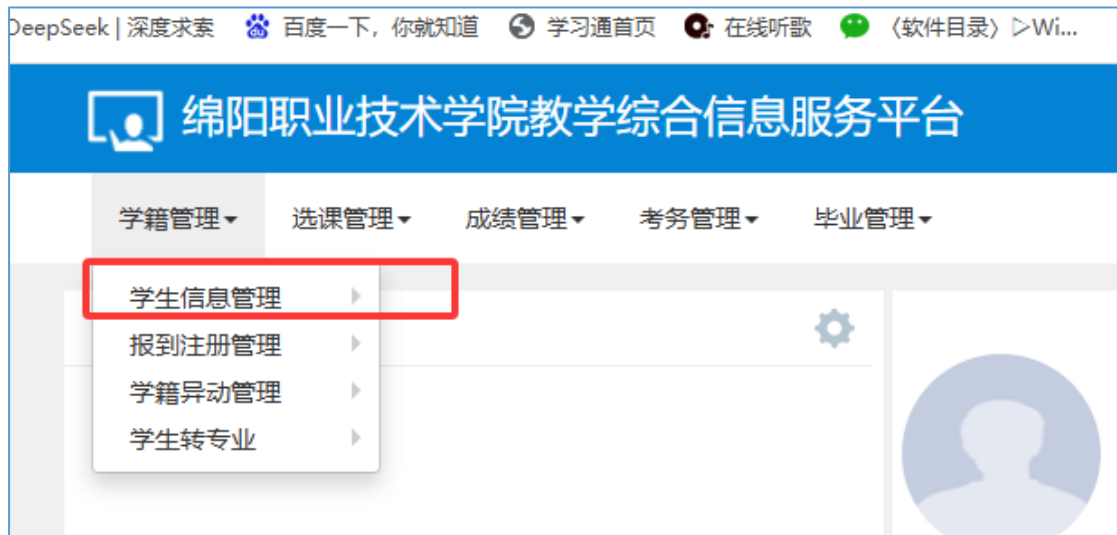 DeepSeek | 深度求索 百度一下，你就知道 学习通首页 在线听歌 〈软件目录〉▷Wi...
绵阳职业技术学院教学综合信息服务平台
学籍管理 选课管理 成绩管理 考务管理 毕业管理
学生信息管理
报到注册管理
学籍异动管理
学生转专业